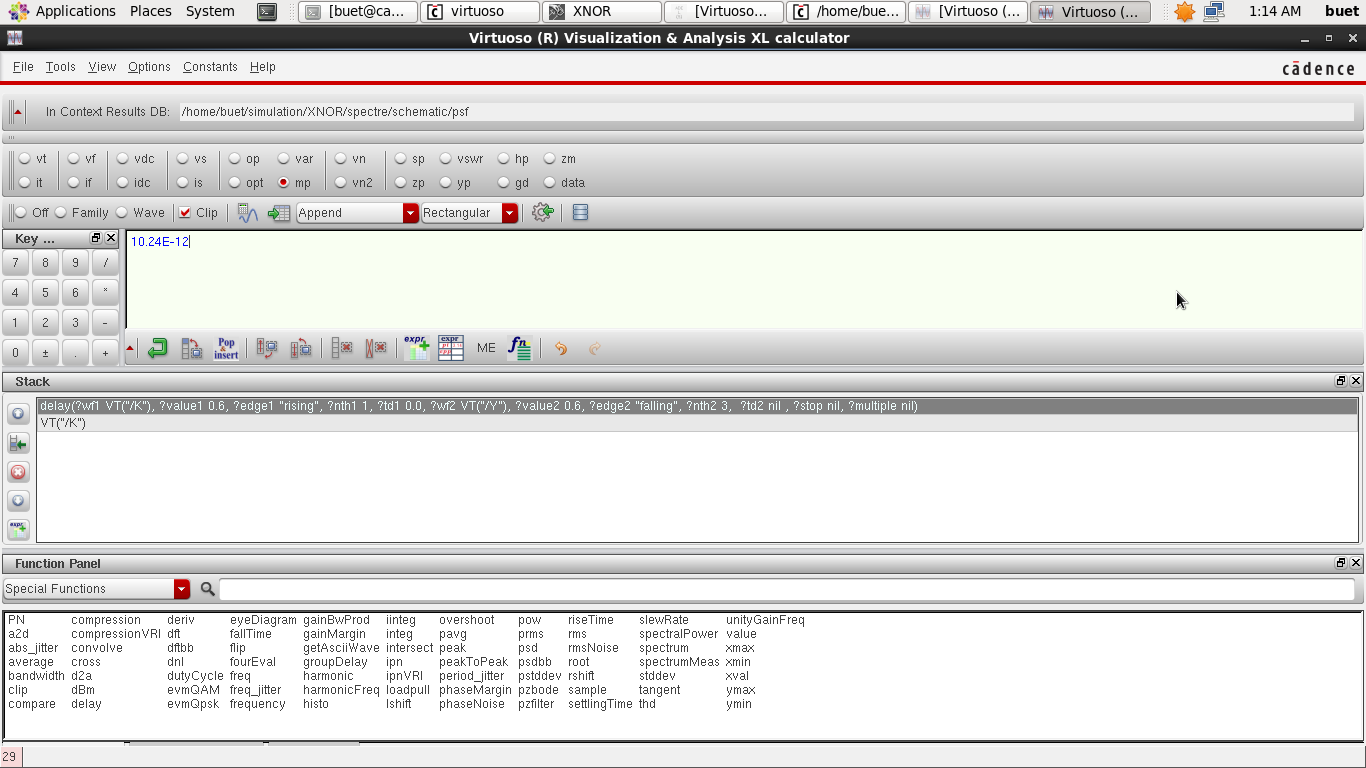 Applications Places System [buet@ca... virtuoso XNOR [Virtuoso... /home/bue... [Virtuoso (... Virtuoso (... 1:14 AM buet
Virtuoso (R) Visualization & Analysis XL calculator
File Tools View Options Constants Help cādence
In Context Results DB: /home/buet/simulation/XNOR/spectre/schematic/psf
vt vf vdc vs op var vn sp vswr hp zm
it if idc is opt mp vn2 zp yp gd data
Off Family Wave Clip Append Rectangular
Key ...
10.24E-12
7 8 9 /
4 5 6 *
1 2 3 -
0 ± . +
Pop insert expr expr ME fn
Stack
delay(?wf1 VT("/K"), ?value1 0.6, ?edge1 "rising", ?nth1 1, ?td1 0.0, ?wf2 VT("/Y"), ?value2 0.6, ?edge2 "falling", ?nth2 3,  ?td2 nil , ?stop nil, ?multiple nil)
VT("/K")
expr
Function Panel
Special Functions
PN compression deriv eyeDiagram gainBwProd iinteg overshoot pow riseTime slewRate unityGainFreq
a2d compressionVRI dft fallTime gainMargin integ pavg prms rms spectralPower value
abs_jitter convolve dftbb flip getAsciiWave intersect peak psd rmsNoise spectrum xmax
average cross dnl fourEval groupDelay ipn peakToPeak psdbb root spectrumMeas xmin
bandwidth d2a dutyCycle freq harmonic ipnVRI period_jitter pstddev rshift stddev xval
clip dBm evmQAM freq_jitter harmonicFreq loadpull phaseMargin pzbode sample tangent ymax
compare delay evmQpsk frequency histo lshift phaseNoise pzfilter settlingTime thd ymin
29